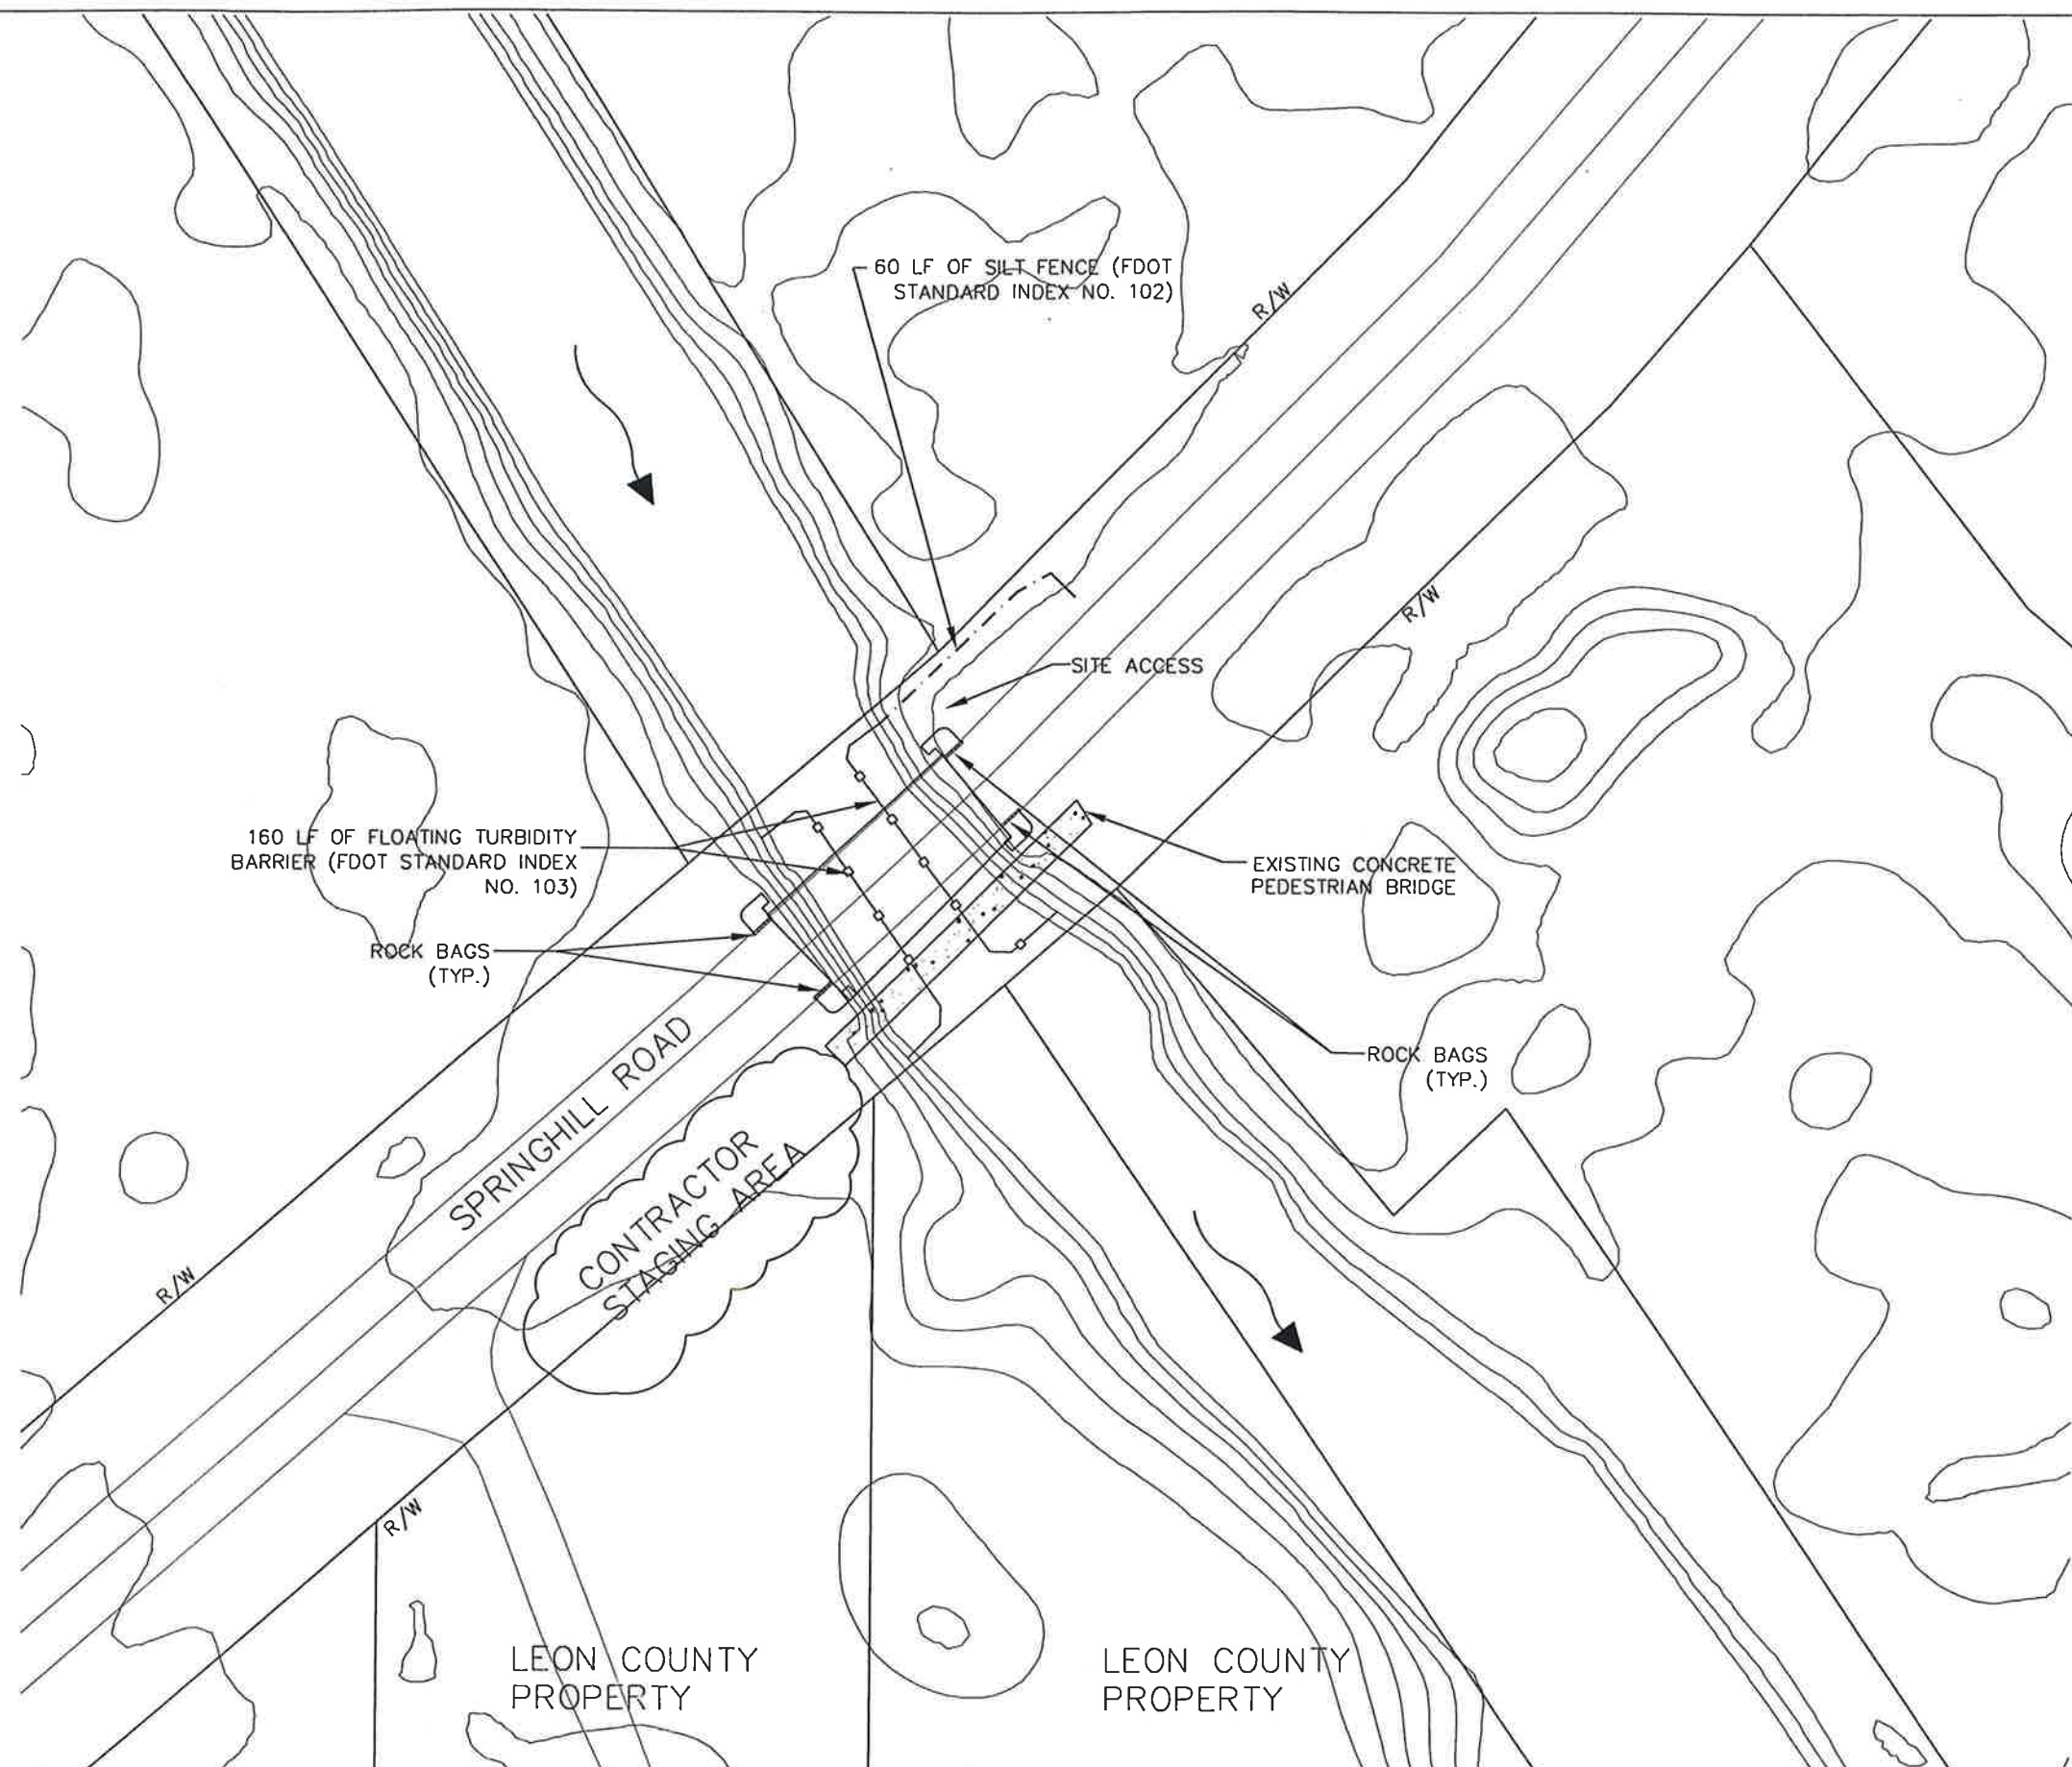 60 LF OF SILT FENCE (FDOT
STANDARD INDEX NO. 102)
R/W
R/W
SITE ACCESS
160 LF OF FLOATING TURBIDITY
BARRIER (FDOT STANDARD INDEX
NO. 103)
EXISTING CONCRETE
PEDESTRIAN BRIDGE
ROCK BAGS
(TYP.)
ROCK BAGS
(TYP.)
SPRINGHILL ROAD
CONTRACTOR
STAGING AREA
R/W
R/W
LEON COUNTY
PROPERTY
LEON COUNTY
PROPERTY